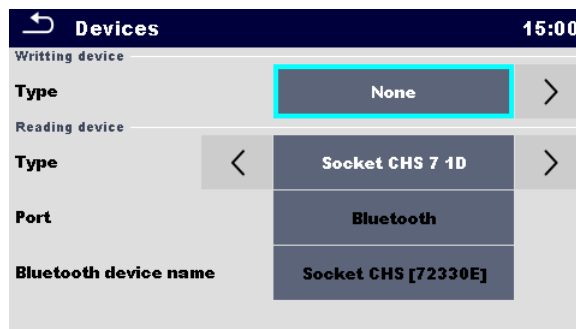 Devices 15:00
Writting device
Type None
Reading device
Type Socket CHS 7 1D
Port Bluetooth
Bluetooth device name Socket CHS [72330E]